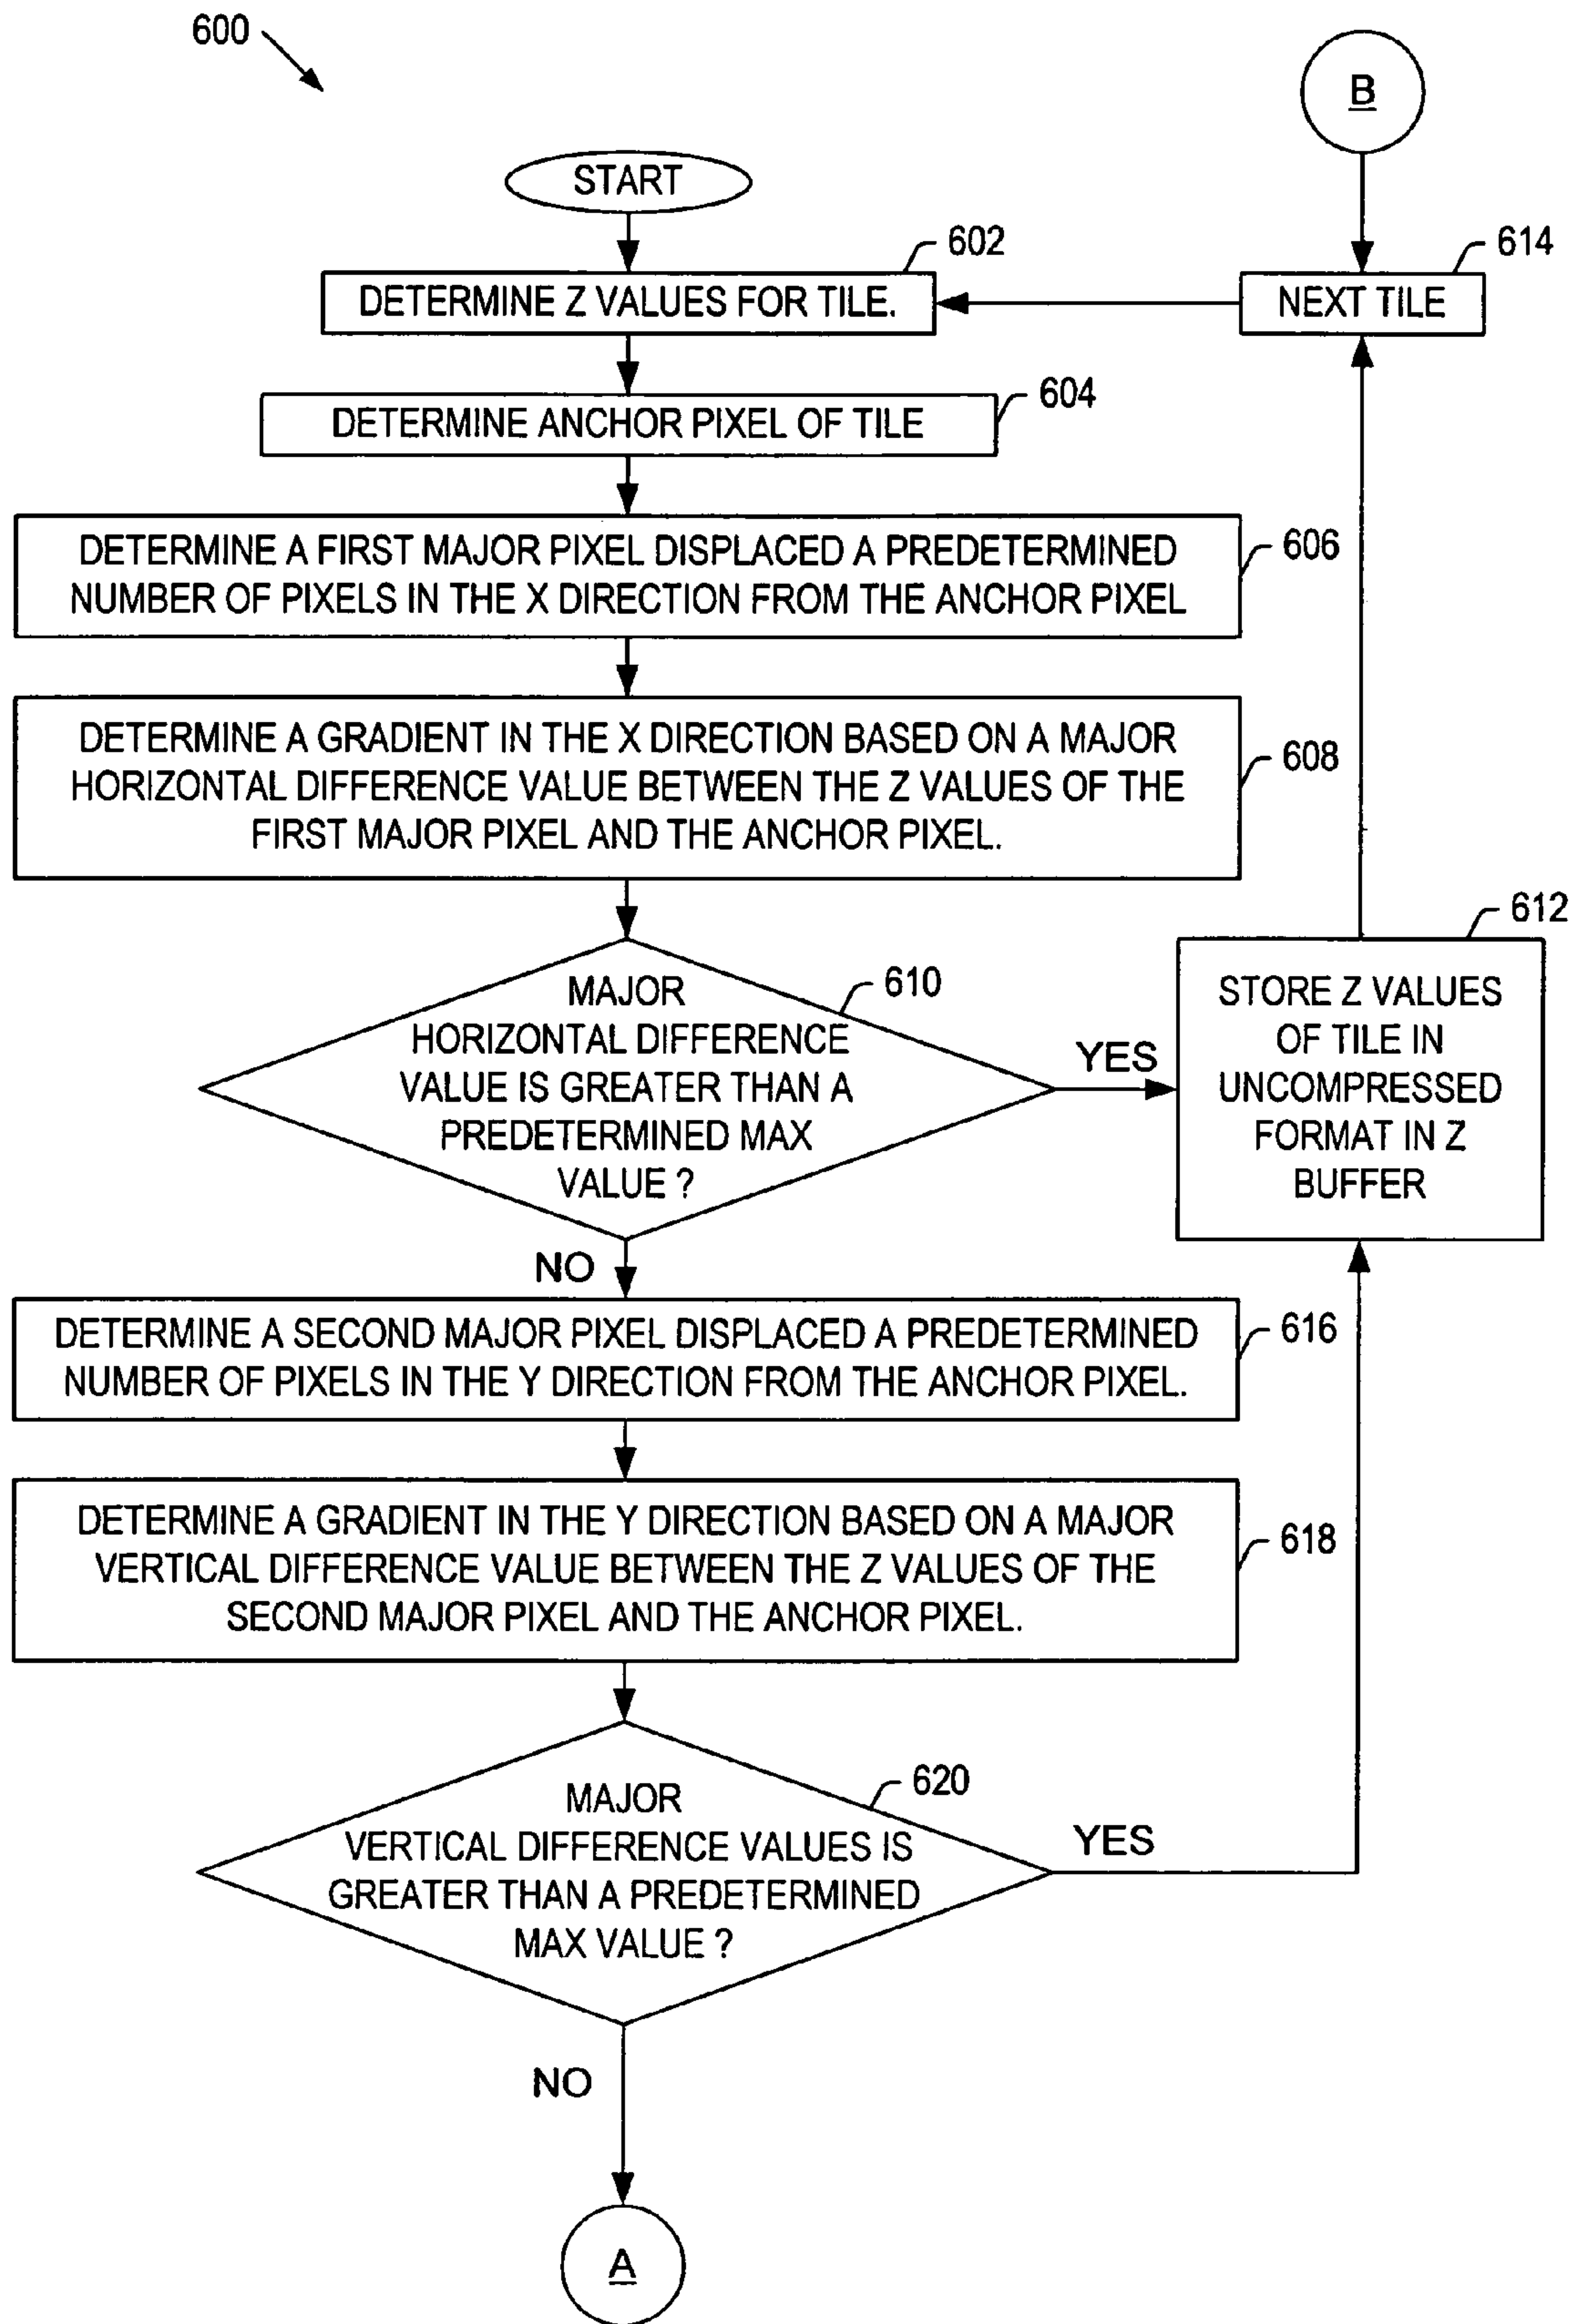 600
B
START
602
614
DETERMINE Z VALUES FOR TILE.
NEXT TILE
604
DETERMINE ANCHOR PIXEL OF TILE
606
DETERMINE A FIRST MAJOR PIXEL DISPLACED A PREDETERMINED
NUMBER OF PIXELS IN THE X DIRECTION FROM THE ANCHOR PIXEL
608
DETERMINE A GRADIENT IN THE X DIRECTION BASED ON A MAJOR
HORIZONTAL DIFFERENCE VALUE BETWEEN THE Z VALUES OF THE
FIRST MAJOR PIXEL AND THE ANCHOR PIXEL.
610
MAJOR
HORIZONTAL DIFFERENCE
VALUE IS GREATER THAN A
PREDETERMINED MAX
VALUE ?
YES
612
STORE Z VALUES
OF TILE IN
UNCOMPRESSED
FORMAT IN Z
BUFFER
NO
616
DETERMINE A SECOND MAJOR PIXEL DISPLACED A PREDETERMINED
NUMBER OF PIXELS IN THE Y DIRECTION FROM THE ANCHOR PIXEL.
618
DETERMINE A GRADIENT IN THE Y DIRECTION BASED ON A MAJOR
VERTICAL DIFFERENCE VALUE BETWEEN THE Z VALUES OF THE
SECOND MAJOR PIXEL AND THE ANCHOR PIXEL.
620
MAJOR
VERTICAL DIFFERENCE VALUES IS
GREATER THAN A PREDETERMINED
MAX VALUE ?
YES
NO
A